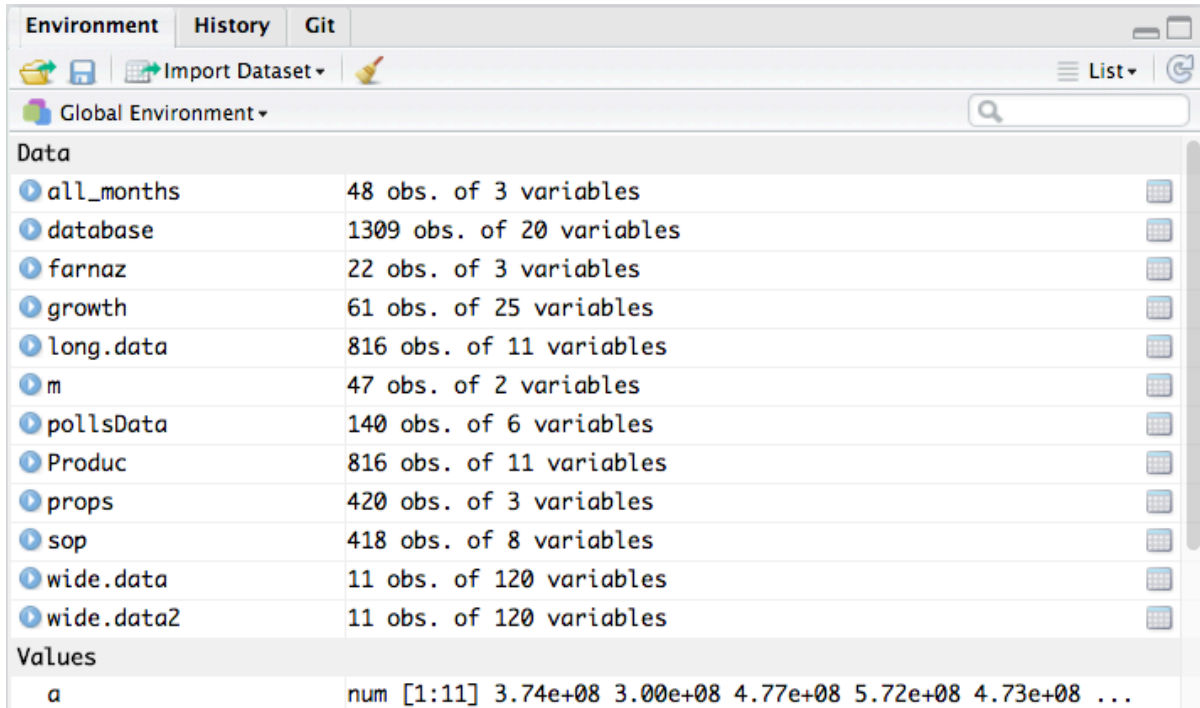 Environment History Git
Import Dataset List
Global Environment
Data
all_months 48 obs. of 3 variables
database 1309 obs. of 20 variables
farnaz 22 obs. of 3 variables
growth 61 obs. of 25 variables
long.data 816 obs. of 11 variables
m 47 obs. of 2 variables
pollsData 140 obs. of 6 variables
Produc 816 obs. of 11 variables
props 420 obs. of 3 variables
sop 418 obs. of 8 variables
wide.data 11 obs. of 120 variables
wide.data2 11 obs. of 120 variables
Values
a num [1:11] 3.74e+08 3.00e+08 4.77e+08 5.72e+08 4.73e+08 ...